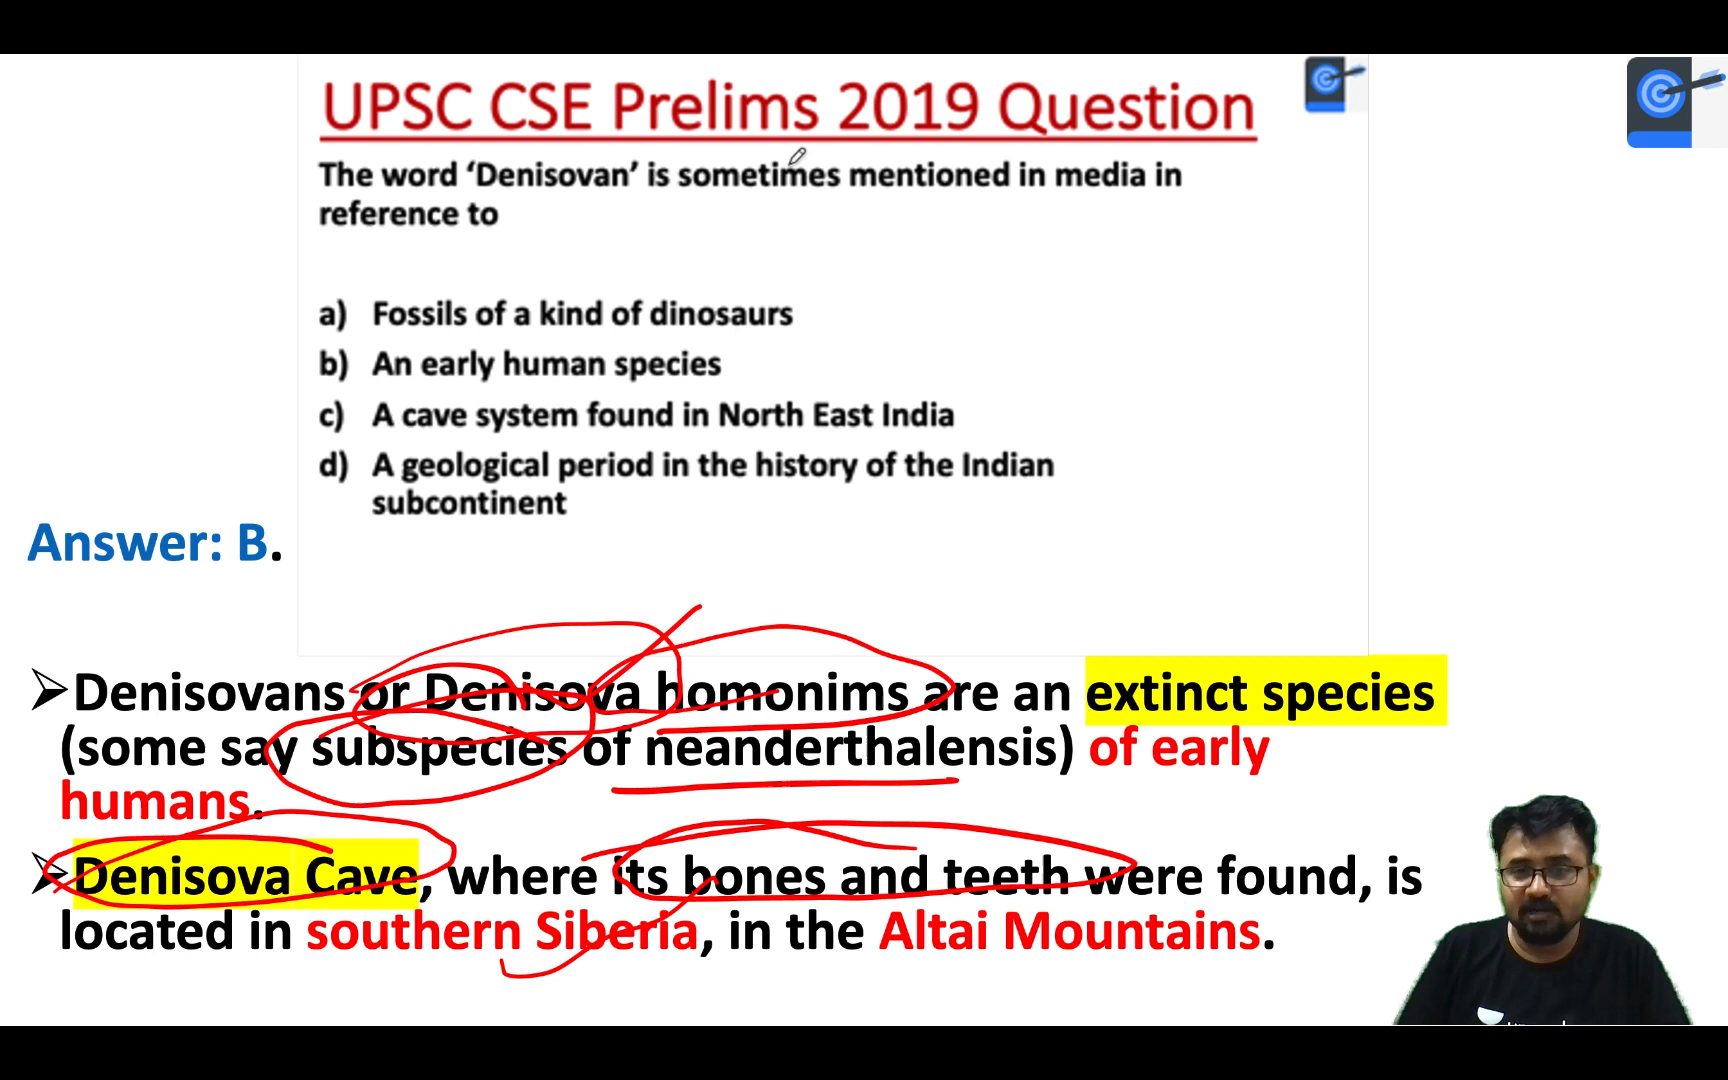 UPSC CSE Prelims 2019 Question
The word ‘Denisovan’ is sometimes mentioned in media in
reference to
a) Fossils of a kind of dinosaurs
b) An early human species
c) A cave system found in North East India
d) A geological period in the history of the Indian
subcontinent
Answer: B.
➢Denisovans or Denisova homonims are an extinct species
(some say subspecies of neanderthalensis) of early
humans.
➢Denisova Cave, where its bones and teeth were found, is
located in southern Siberia, in the Altai Mountains.